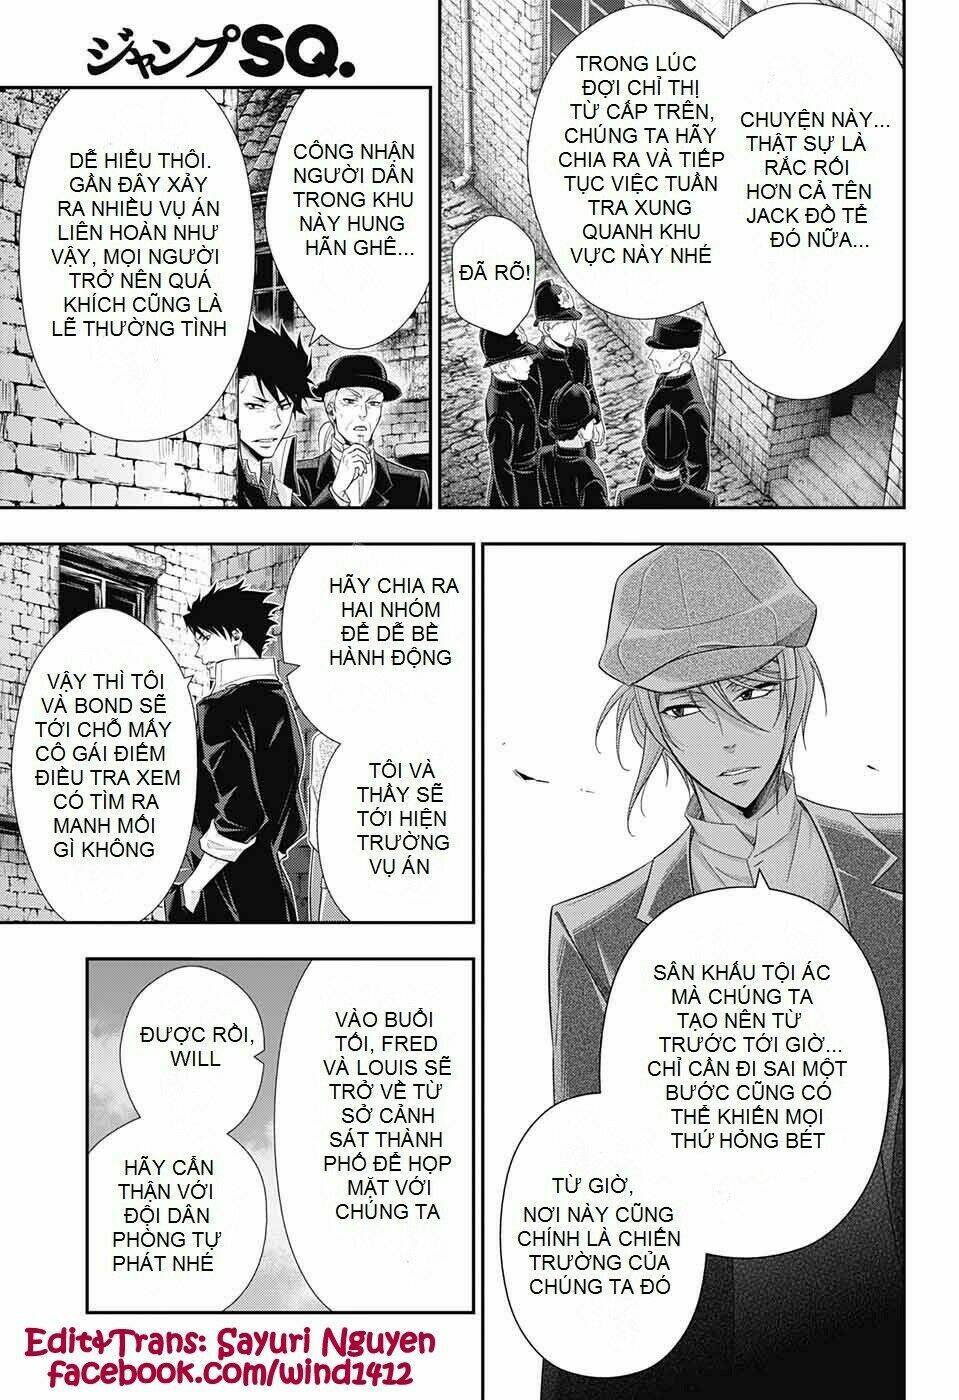 ジャンプSQ.
CHUYỆN NÀY...
THẬT SỰ LÀ
RẮC RỐI
HƠN CẢ TÊN
JACK ĐỒ TỂ
ĐÓ NỮA...
TRONG LÚC
ĐỢI CHỈ THỊ
TỪ CẤP TRÊN,
CHÚNG TA HÃY
CHIA RA VÀ TIẾP
TỤC VIỆC TUẦN
TRA XUNG
QUANH KHU
VỰC NÀY NHÉ
ĐÃ RÕ!
CÔNG NHẬN
NGƯỜI DÂN
TRONG KHU
NÀY HUNG
HÃN GHÊ...
DỄ HIỂU THÔI.
GẦN ĐÂY XẢY
RA NHIỀU VỤ ÁN
LIÊN HOÀN NHƯ
VẬY, MỌI NGƯỜI
TRỞ NÊN QUÁ
KHÍCH CŨNG LÀ
LẼ THƯỜNG TÌNH
SÂN KHẤU TỘI ÁC
MÀ CHÚNG TA
TẠO NÊN TỪ
TRƯỚC TỚI GIỜ...
CHỈ CẦN ĐI SAI MỘT
BƯỚC CŨNG CÓ
THỂ KHIẾN MỌI
THỨ HỎNG BÉT
TỪ GIỜ,
NƠI NÀY CŨNG
CHÍNH LÀ CHIẾN
TRƯỜNG CỦA
CHÚNG TA ĐÓ
HÃY CHIA RA
HAI NHÓM
ĐỂ DỄ BỀ
HÀNH ĐỘNG
TÔI VÀ
THẦY SẼ
TỚI HIỆN
TRƯỜNG
VỤ ÁN
VẬY THÌ TÔI
VÀ BOND SẼ
TỚI CHỖ MẤY
CÔ GÁI ĐIẾM
ĐIỀU TRA XEM
CÓ TÌM RA
MANH MỐI
GÌ KHÔNG
VÀO BUỔI
TỐI, FRED
VÀ LOUIS SẼ
TRỞ VỀ TỪ
SỞ CẢNH
SÁT THÀNH
PHỐ ĐỂ HỌP
MẶT VỚI
CHÚNG TA
ĐƯỢC RỒI,
WILL
HÃY CẨN
THẬN VỚI
ĐỘI DÂN
PHÒNG TỰ
PHÁT NHÉ
Edit&Trans: Sayuri Nguyen
facebook.com/wind1412